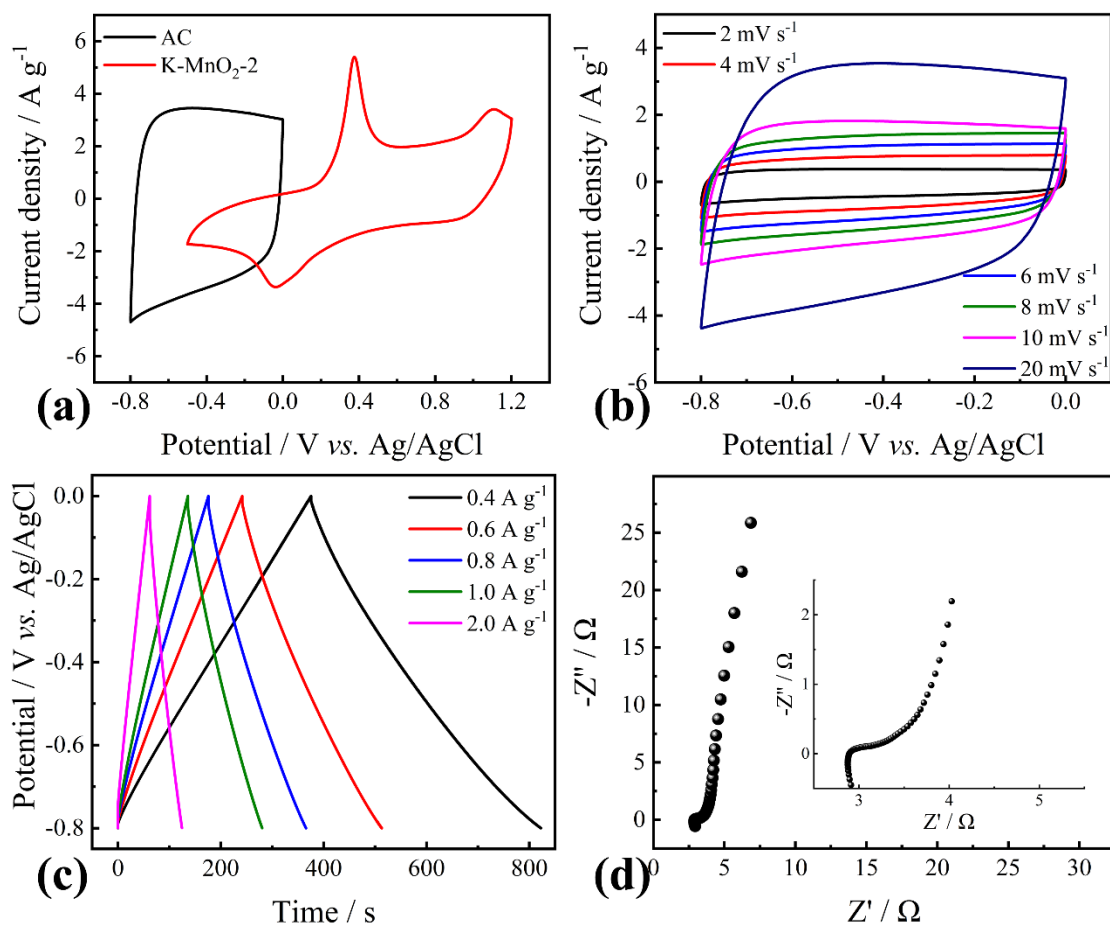 AC
K-MnO₂-2
6
4
2
0
-2
-4
-6
Current density / A g⁻¹
-0.8
-0.4
0.0
0.4
0.8
1.2
Potential / V vs. Ag/AgCl
(a)
2 mV s⁻¹
4 mV s⁻¹
4
2
0
-2
-4
-6
Current density / A g⁻¹
6 mV s⁻¹
8 mV s⁻¹
10 mV s⁻¹
20 mV s⁻¹
-0.8
-0.6
-0.4
-0.2
0.0
Potential / V vs. Ag/AgCl
(b)
0.4 A g⁻¹
0.6 A g⁻¹
0.8 A g⁻¹
1.0 A g⁻¹
2.0 A g⁻¹
0.0
-0.2
-0.4
-0.6
-0.8
Potential / V vs. Ag/AgCl
0
200
400
600
800
Time / s
(c)
25
20
15
10
5
0
-Z'' / Ω
0
5
10
15
20
25
30
Z' / Ω
2
1
0
-Z'' / Ω
3
4
5
Z' / Ω
(d)